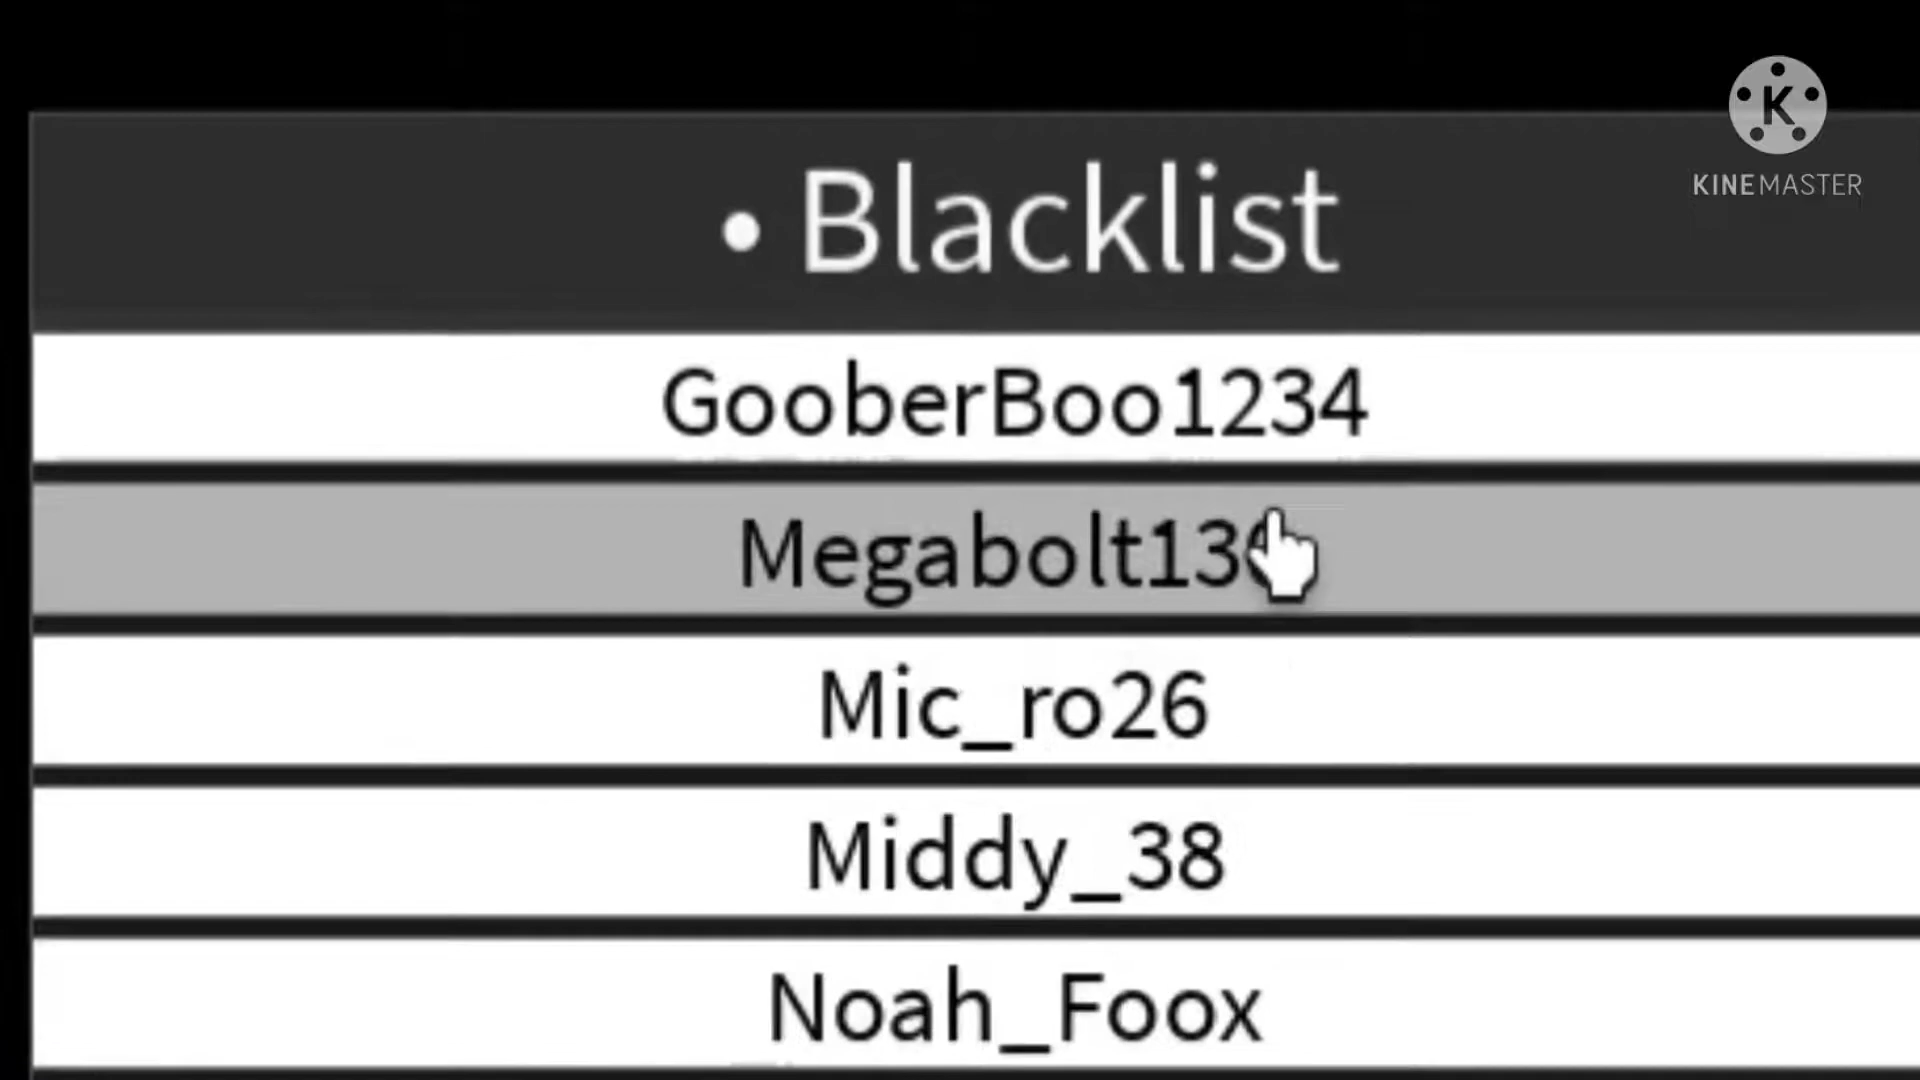 KINEMASTER
• Blacklist
GooberBoo1234
Mic_ro26
Middy_38
Noah_Foox